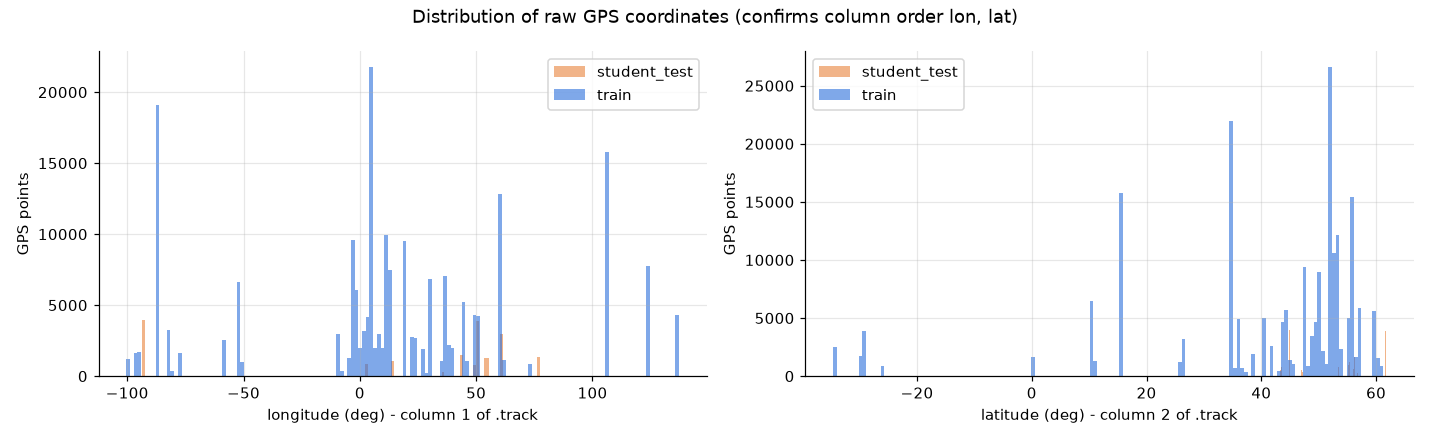 Distribution of raw GPS coordinates (confirms column order lon, lat)
student_test
train
20000
15000
10000
5000
0
GPS points
−100
−50
0
50
100
longitude (deg) - column 1 of .track
student_test
train
25000
20000
15000
10000
5000
0
GPS points
−20
0
20
40
60
latitude (deg) - column 2 of .track